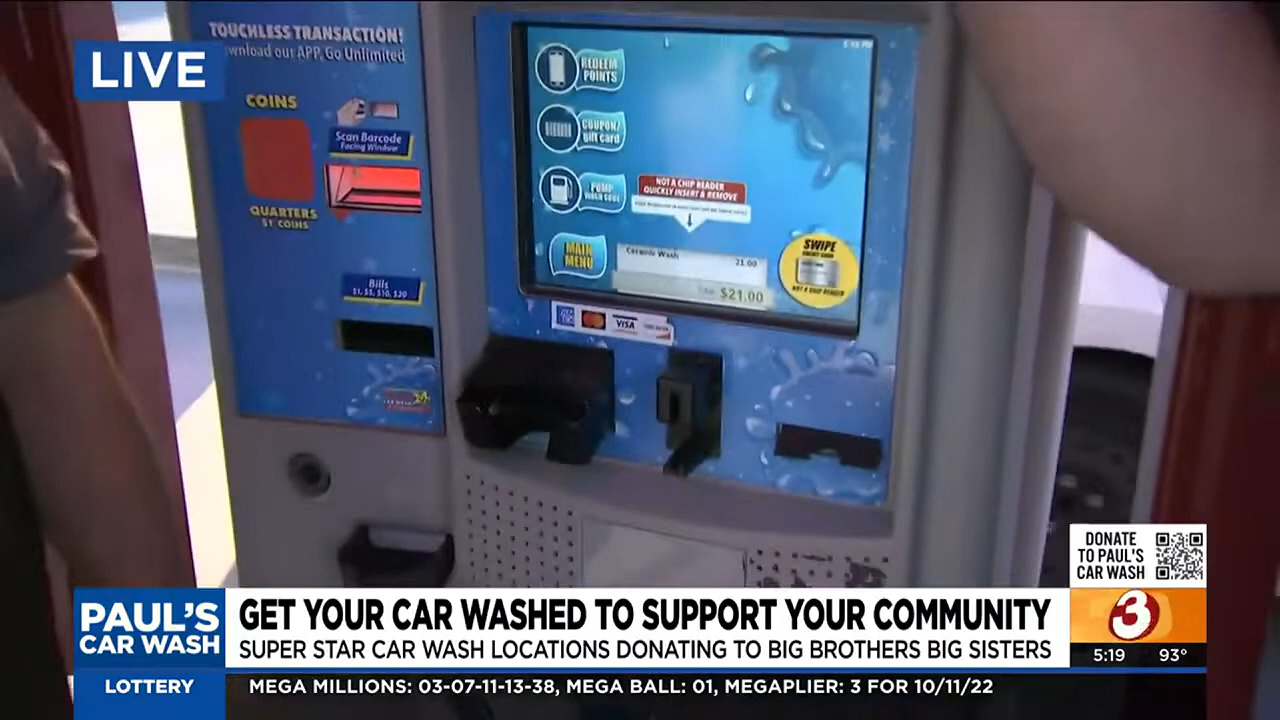 LIVE
TOUCHLESS TRANSACTION!
wnload our APP, Go Unlimited
COINS
Scan Barcode
Facing Window
QUARTERS
$1 COINS
Bills
$1, $5, $10, $20
REDEEM
POINTS
COUPON/
gift card
PUMP
MAIN
MENU
NOT A CHIP READER
QUICKLY INSERT & REMOVE
Ceramic Wash 21.00
$21.00
SWIPE
CREDIT CARD
NOT A CHIP READER
VISA
DONATE
TO PAUL'S
CAR WASH
PAUL'S
CAR WASH
GET YOUR CAR WASHED TO SUPPORT YOUR COMMUNITY
SUPER STAR CAR WASH LOCATIONS DONATING TO BIG BROTHERS BIG SISTERS
3
5:19 93°
LOTTERY
MEGA MILLIONS: 03-07-11-13-38, MEGA BALL: 01, MEGAPLIER: 3 FOR 10/11/22